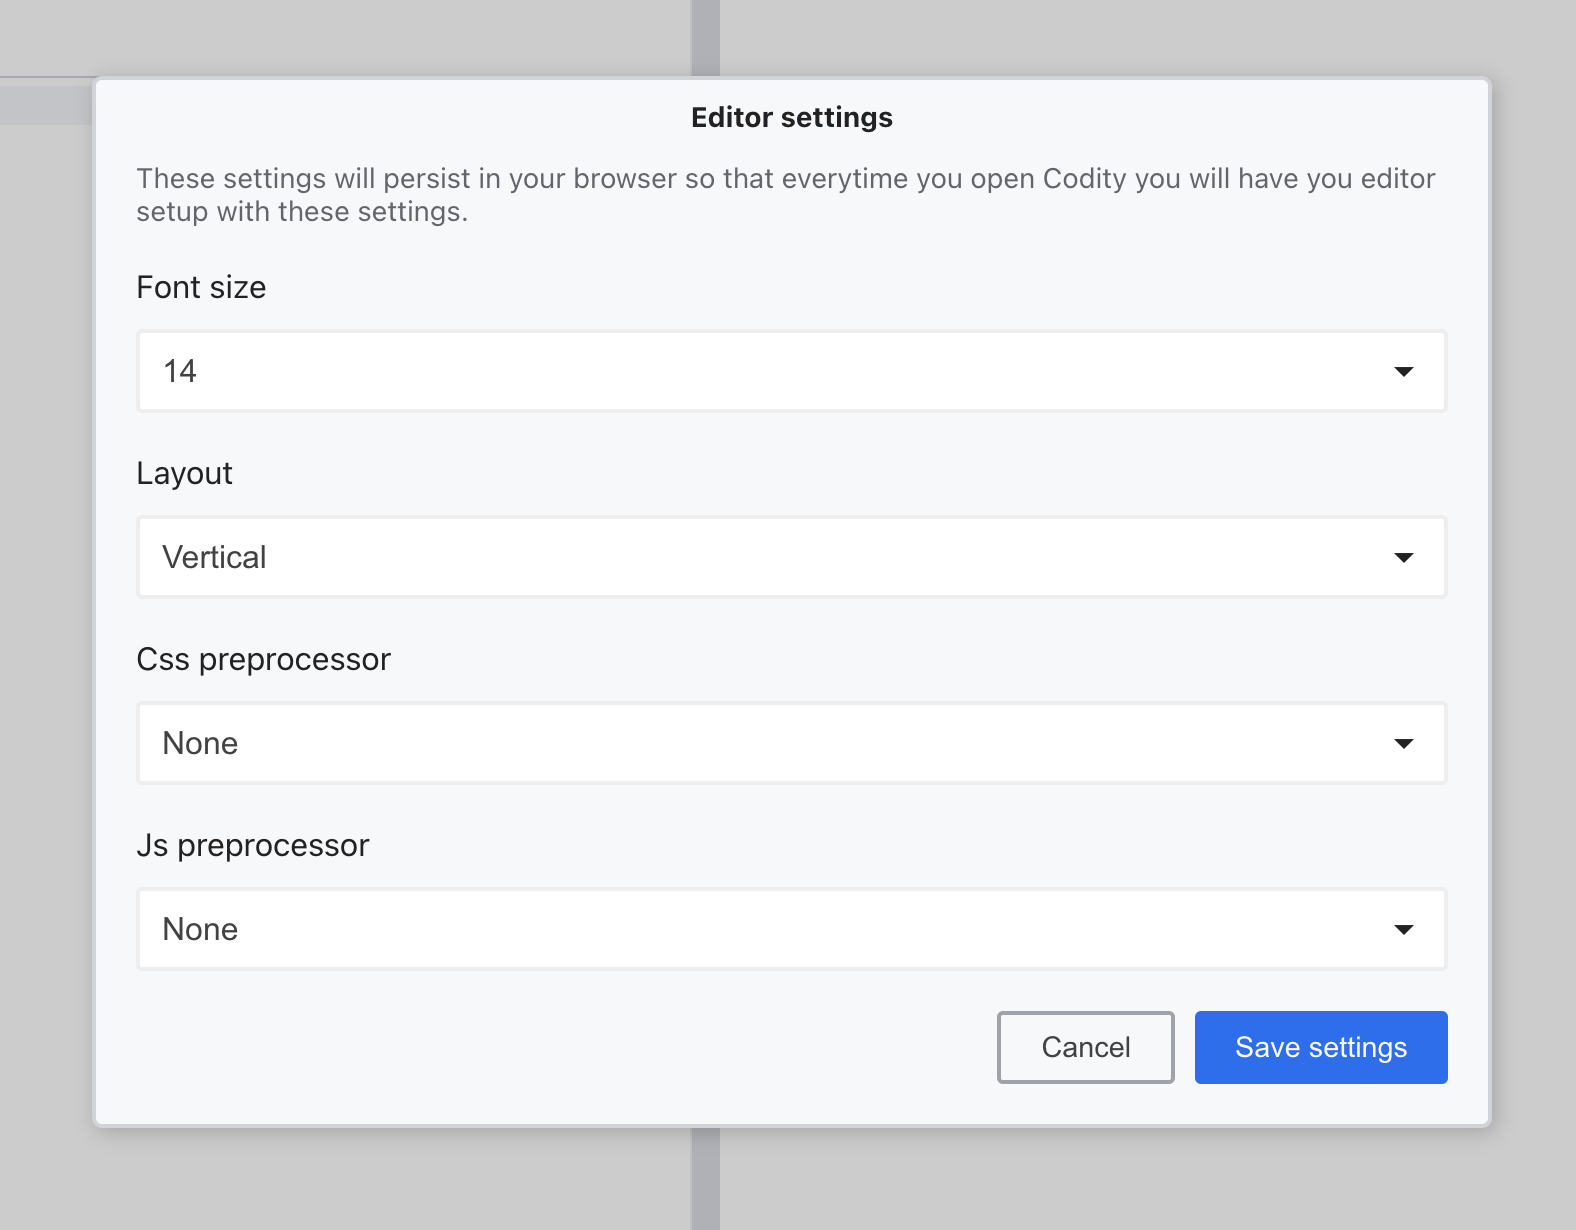 Editor settings
These settings will persist in your browser so that everytime you open Codity you will have you editor
setup with these settings.
Font size
14
Layout
Vertical
Css preprocessor
None
Js preprocessor
None
Cancel
Save settings